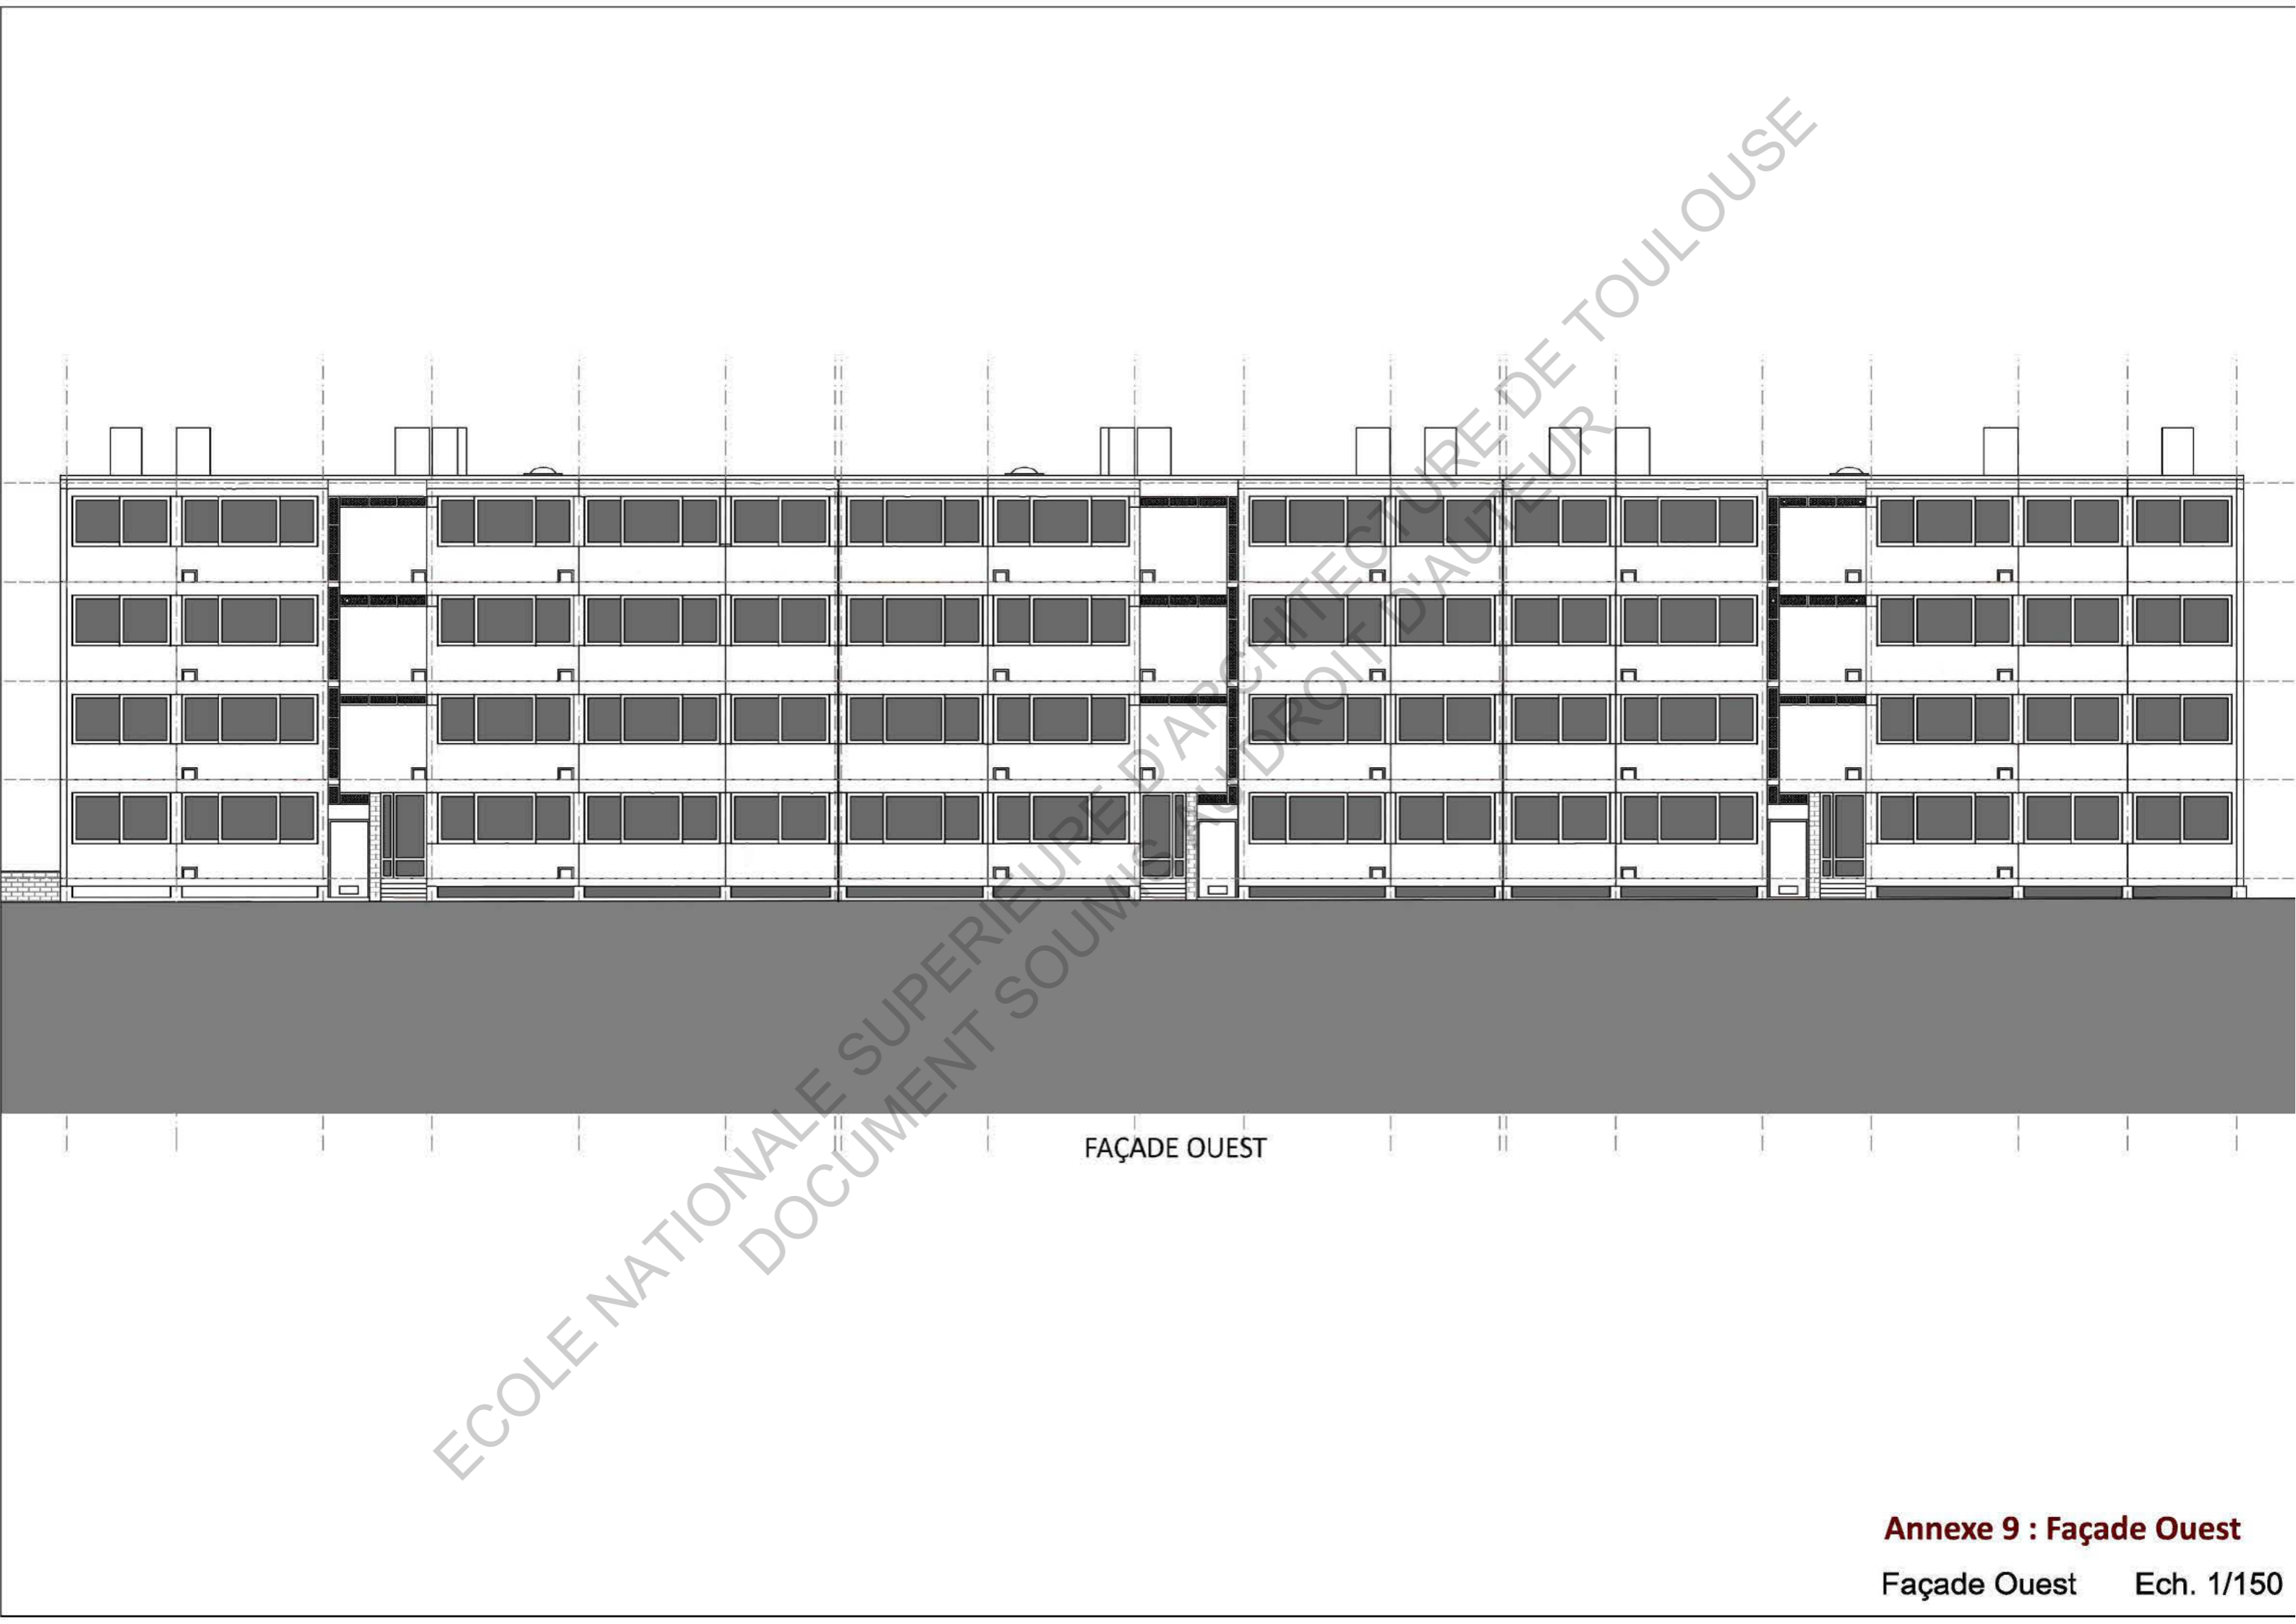 ECOLE NATIONALE SUPERIEURE D'ARCHITECTURE DE TOULOUSE
DOCUMENT SOUMIS AU DROIT D'AUTEUR
FAÇADE OUEST
Annexe 9 : Façade Ouest
Façade Ouest Ech. 1/150